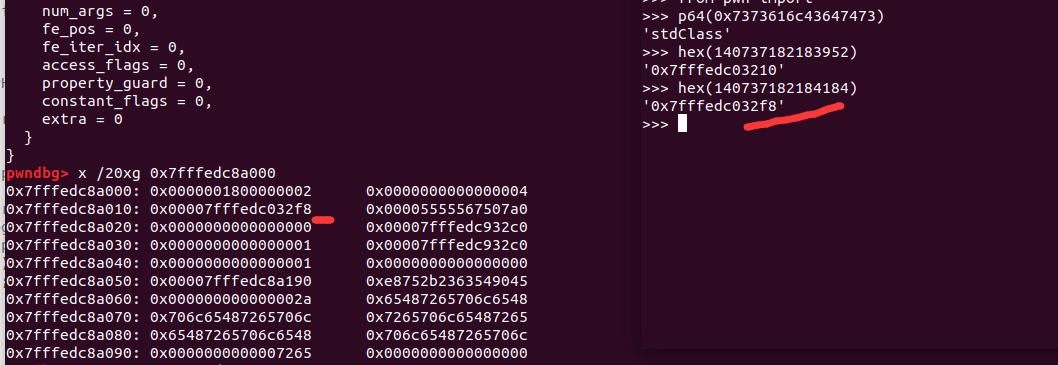 num_args = 0,
fe_pos = 0,
fe_iter_idx = 0,
access_flags = 0,
property_guard = 0,
constant_flags = 0,
extra = 0
}
}
pwndbg> x /20xg 0x7fffedc8a000
0x7fffedc8a000: 0x0000001800000002 0x0000000000000004
0x7fffedc8a010: 0x00007fffedc032f8 0x00005555567507a0
0x7fffedc8a020: 0x0000000000000000 0x00007fffedc932c0
0x7fffedc8a030: 0x0000000000000001 0x00007fffedc932c0
0x7fffedc8a040: 0x0000000000000001 0x0000000000000000
0x7fffedc8a050: 0x00007fffedc8a190 0xe8752b2363549045
0x7fffedc8a060: 0x000000000000002a 0x65487265706c6548
0x7fffedc8a070: 0x706c65487265706c 0x7265706c65487265
0x7fffedc8a080: 0x65487265706c6548 0x706c65487265706c
0x7fffedc8a090: 0x0000000000007265 0x0000000000000000
>>> from pwn import
>>> p64(0x7373616c43647473)
'stdClass'
>>> hex(140737182183952)
'0x7fffedc03210'
>>> hex(140737182184184)
'0x7fffedc032f8'
>>>